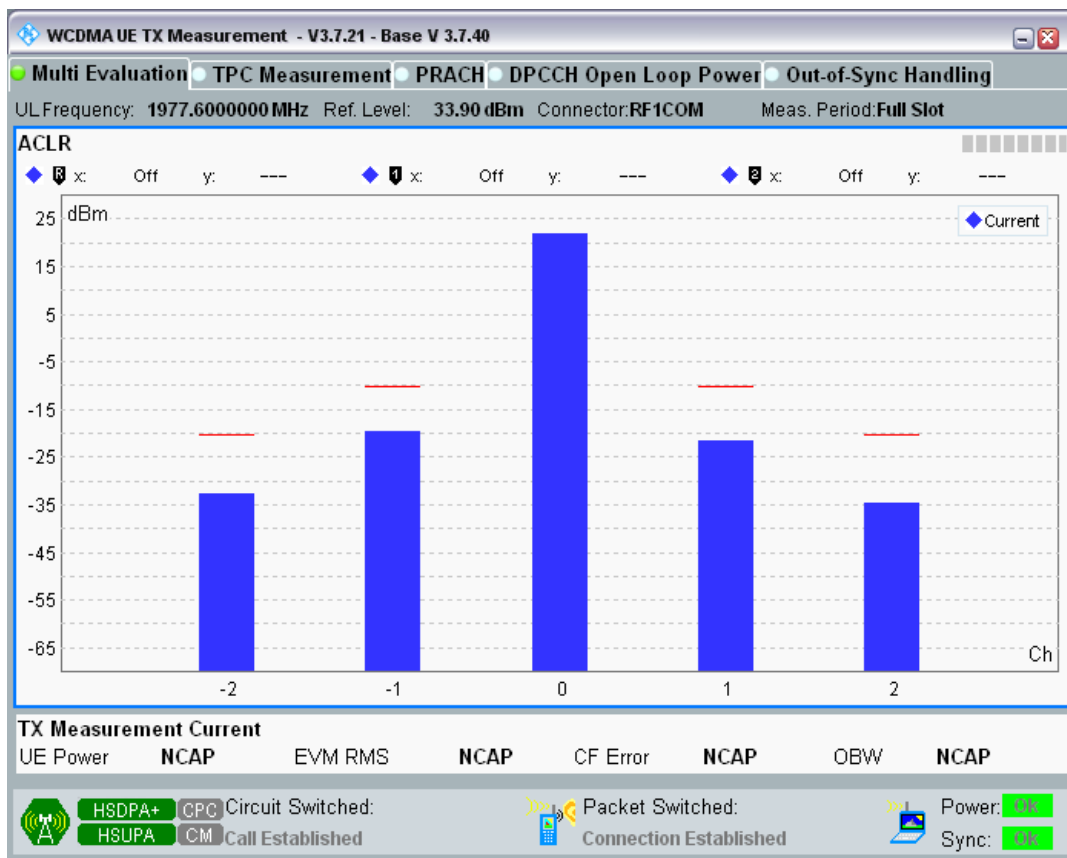 WCDMA UE TX Measurement - V3.7.21 - Base V 3.7.40
Multi Evaluation TPC Measurement PRACH DPCCH Open Loop Power Out-of-Sync Handling
UL Frequency: 1977.6000000 MHz Ref. Level: 33.90 dBm Connector:RF1COM Meas. Period:Full Slot
ACLR
R x: Off y: --- 1 x: Off y: --- 2 x: Off y: ---
dBm
Current
25
15
5
-5
-15
-25
-35
-45
-55
-65
Ch
-2 -1 0 1 2
TX Measurement Current
UE Power NCAP EVM RMS NCAP CF Error NCAP OBW NCAP
HSDPA+ CPC Circuit Switched: Packet Switched: Power: Ok
HSUPA CM Call Established Connection Established Sync: Ok